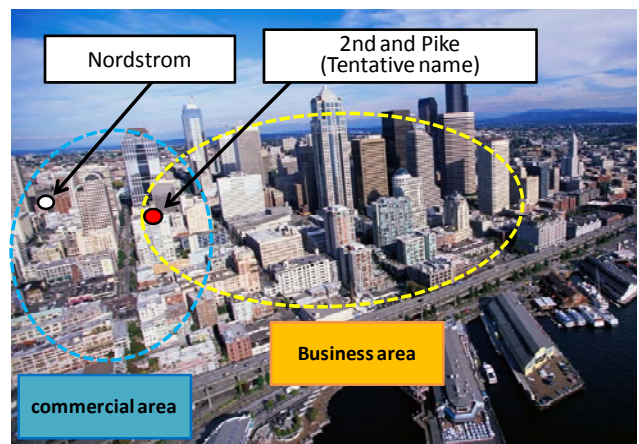 Nordstrom
2nd and Pike
(Tentative name)
Business area
commercial area